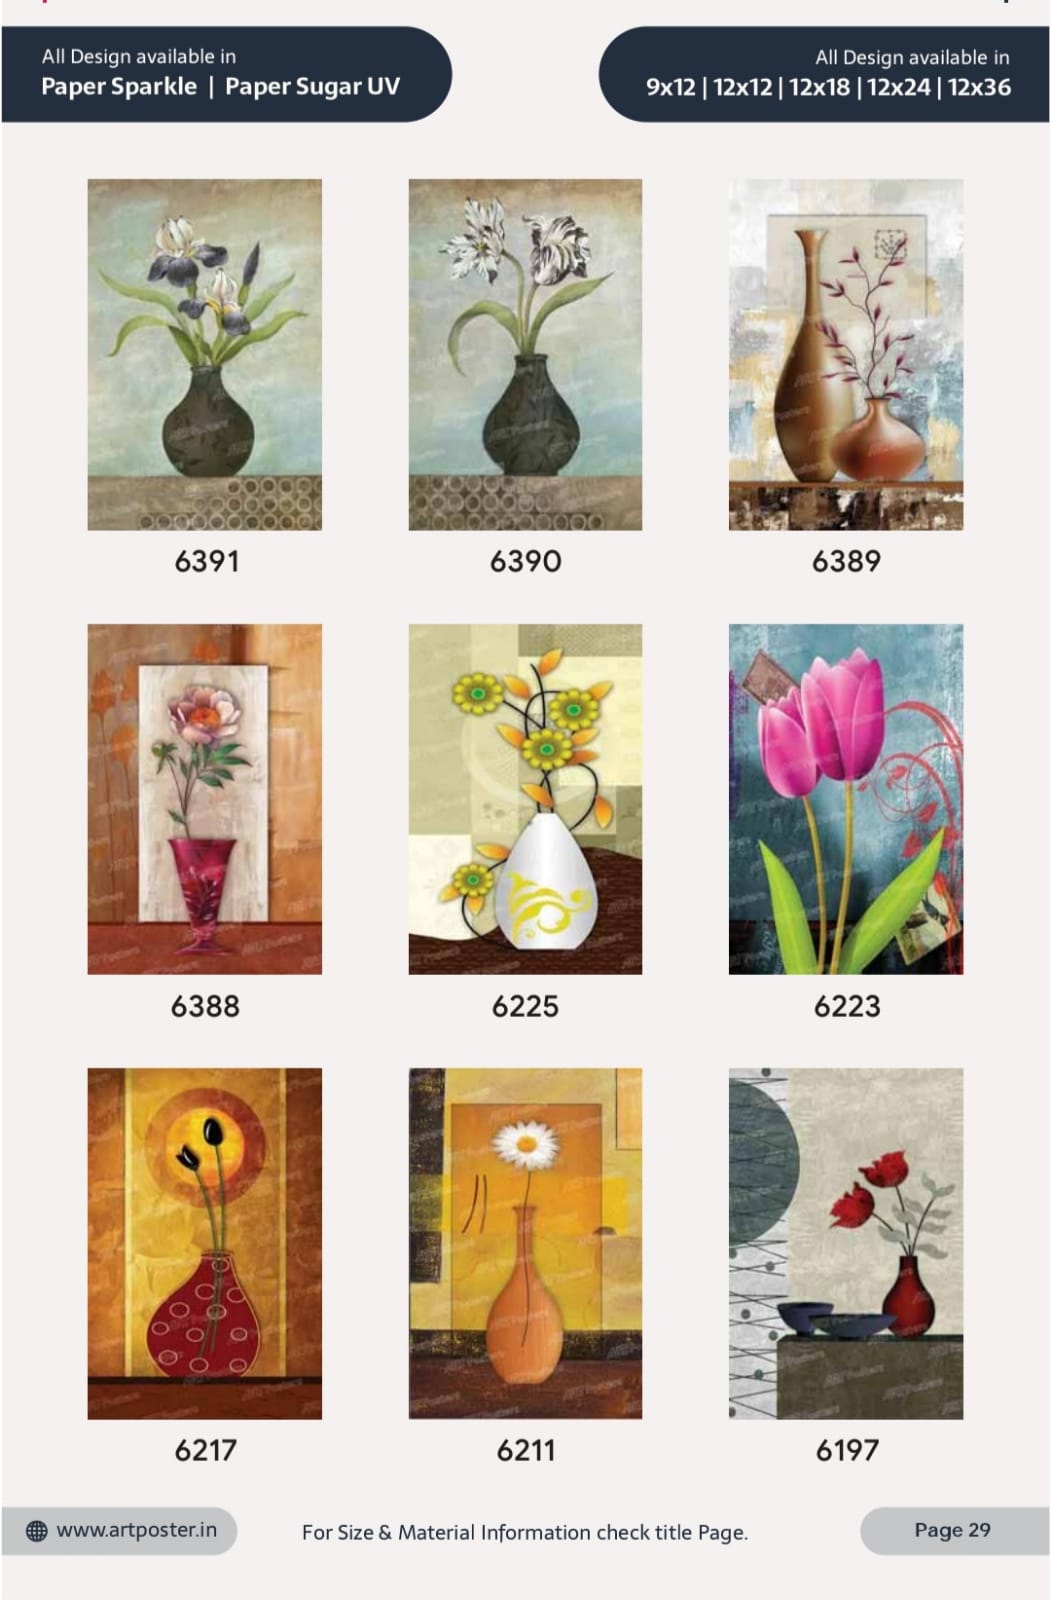 All Design available in
Paper Sparkle | Paper Sugar UV
All Design available in
9x12 | 12x12 | 12x18 | 12x24 | 12x36
6391
6390
6389
6388
6225
6223
6217
6211
6197
www.artposter.in
For Size & Material Information check title Page.
Page 29